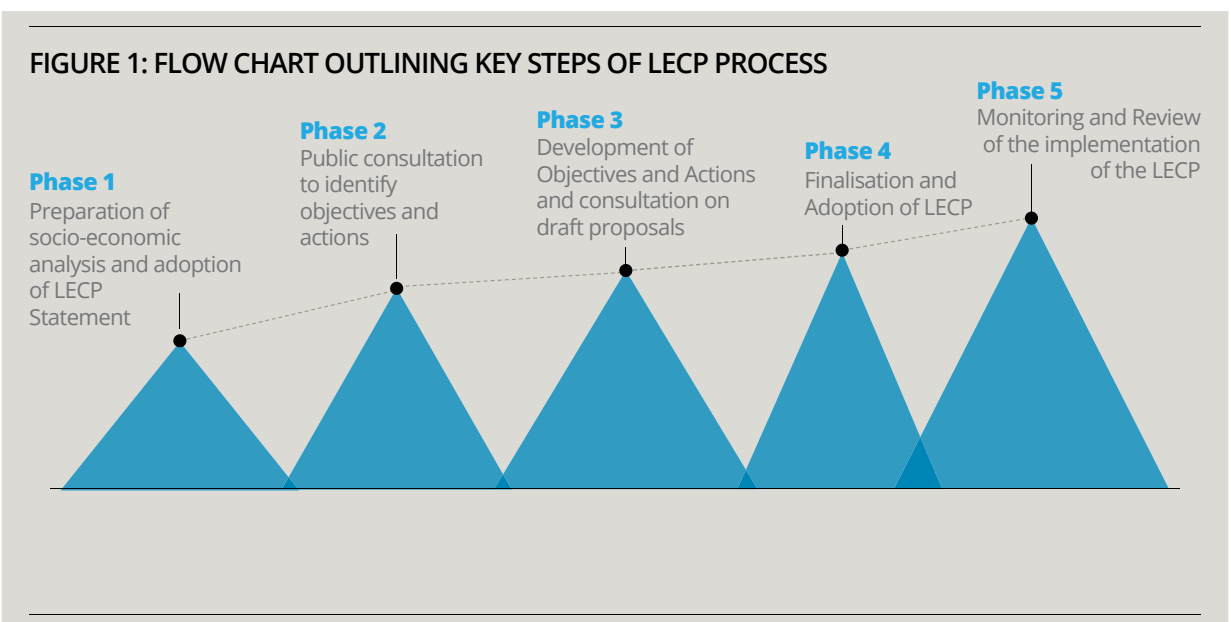 FIGURE 1: FLOW CHART OUTLINING KEY STEPS OF LECP PROCESS
Phase 1
Preparation of
socio-economic
analysis and adoption
of LECP
Statement
Phase 2
Public consultation
to identify
objectives and
actions
Phase 3
Development of
Objectives and Actions
and consultation on
draft proposals
Phase 4
Finalisation and
Adoption of LECP
Phase 5
Monitoring and Review
of the implementation
of the LECP